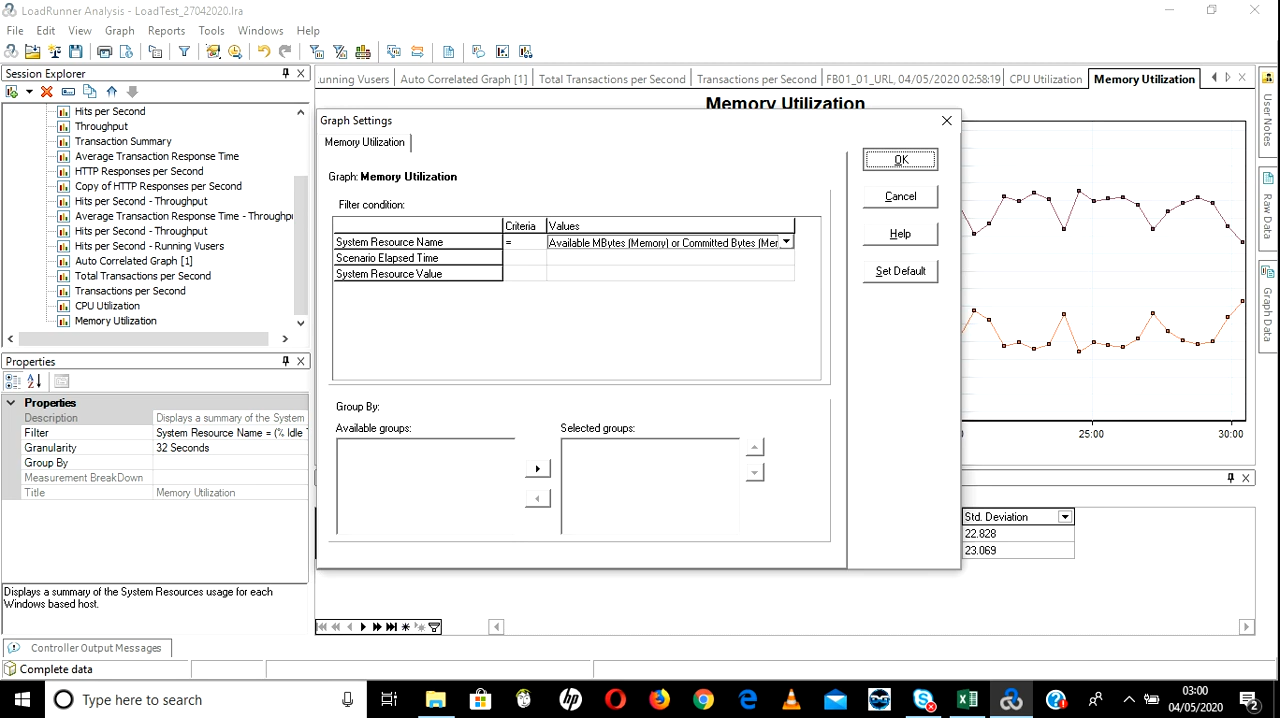 LoadRunner Analysis - LoadTest_27042020.lra
File Edit View Graph Reports Tools Windows Help
Session Explorer
Hits per Second
Throughput
Transaction Summary
Average Transaction Response Time
HTTP Responses per Second
Copy of HTTP Responses per Second
Hits per Second - Throughput
Average Transaction Response Time - Throughpu
Hits per Second - Throughput
Hits per Second - Running Vusers
Auto Correlated Graph [1]
Total Transactions per Second
Transactions per Second
CPU Utilization
Memory Utilization
Properties
Properties
Description Displays a summary of the System
Filter System Resource Name = (% Idle
Granularity 32 Seconds
Group By
Measurement BreakDown
Title Memory Utilization
Displays a summary of the System Resources usage for each
Windows based host.
Controller Output Messages
Complete data
unning Vusers Auto Correlated Graph [1] Total Transactions per Second Transactions per Second FB01_01_URL, 04/05/2020 02:58:19 CPU Utilization Memory Utilization
Memory Utilization
Graph Settings
Memory Utilization
Graph: Memory Utilization
Filter condition:
Criteria Values
System Resource Name = Available MBytes (Memory) or Committed Bytes (Mer
Scenario Elapsed Time
System Resource Value
Group By:
Available groups: Selected groups:
OK
Cancel
Help
Set Default
25:00 30:00
Std. Deviation
22.828
23.069
User Notes
Raw Data
Graph Data
Type here to search
03:00
04/05/2020
2